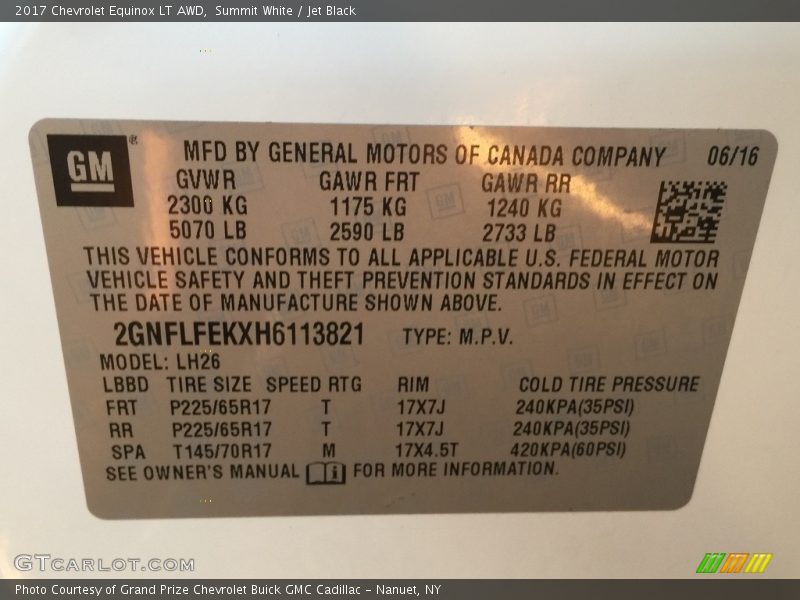 2017 Chevrolet Equinox LT AWD,  Summit White / Jet Black
GM ® MFD BY GENERAL MOTORS OF CANADA COMPANY 06/16
GVWR GAWR FRT GAWR RR
2300 KG 1175 KG 1240 KG
5070 LB 2590 LB 2733 LB
THIS VEHICLE CONFORMS TO ALL APPLICABLE U.S. FEDERAL MOTOR
VEHICLE SAFETY AND THEFT PREVENTION STANDARDS IN EFFECT ON
THE DATE OF MANUFACTURE SHOWN ABOVE.
2GNFLFEKXH6113821 TYPE: M.P.V.
MODEL: LH26
LBBD TIRE SIZE SPEED RTG RIM COLD TIRE PRESSURE
FRT P225/65R17 T 17X7J 240KPA(35PSI)
RR P225/65R17 T 17X7J 240KPA(35PSI)
SPA T145/70R17 M 17X4.5T 420KPA(60PSI)
SEE OWNER'S MANUAL FOR MORE INFORMATION.
GTCARLOT.COM
Photo Courtesy of Grand Prize Chevrolet Buick GMC Cadillac - Nanuet, NY